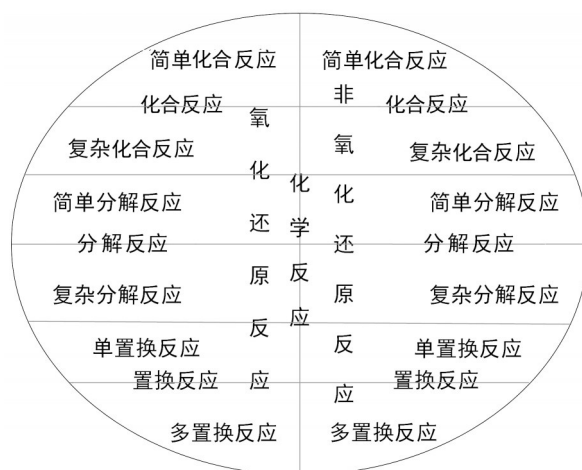 简单化合反应
简单化合反应
化合反应
化合反应
复杂化合反应
复杂化合反应
简单分解反应
简单分解反应
分解反应
分解反应
复杂分解反应
复杂分解反应
单置换反应
单置换反应
置换反应
置换反应
多置换反应
多置换反应
氧化还原反应
化学反应
非氧化还原反应